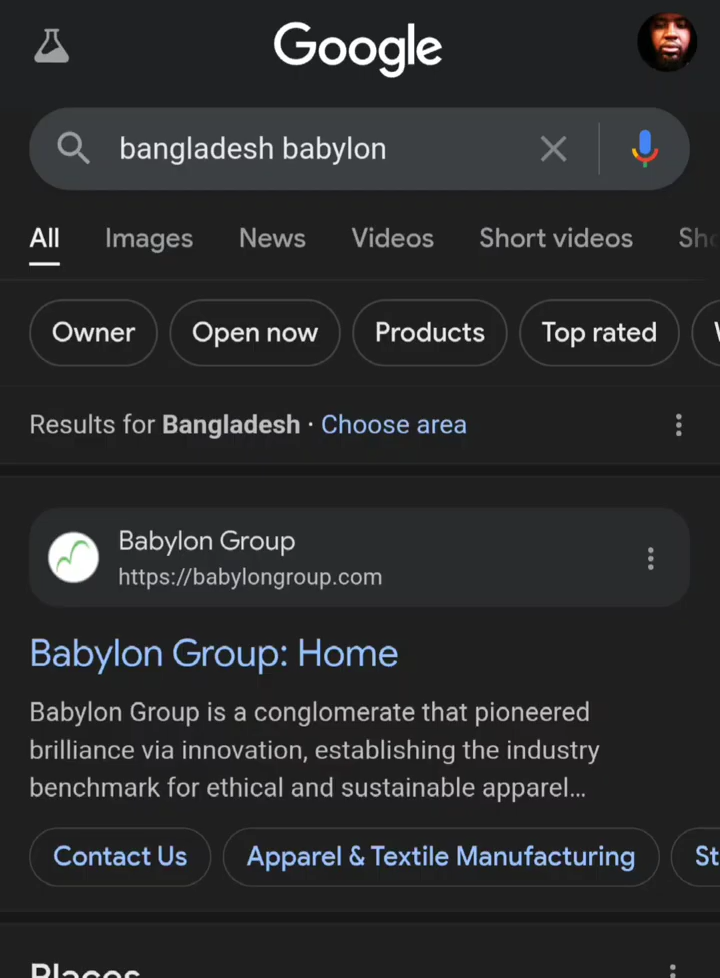 Google
bangladesh babylon
All Images News Videos Short videos
Owner Open now Products Top rated
Results for Bangladesh · Choose area
Babylon Group
https://babylongroup.com
Babylon Group: Home
Babylon Group is a conglomerate that pioneered
brilliance via innovation, establishing the industry
benchmark for ethical and sustainable apparel...
Contact Us Apparel & Textile Manufacturing
Places